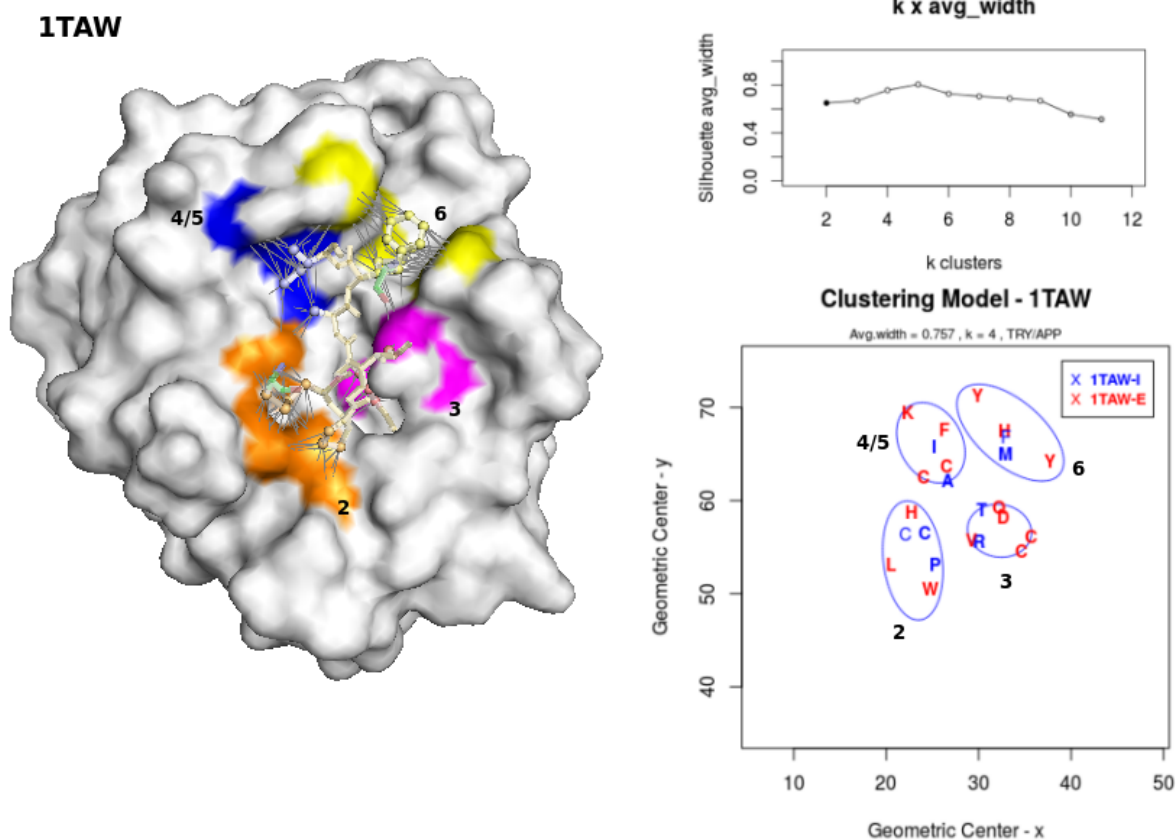 1TAW
4/5
6
3
2
k x avg_width
Silhouette avg_width
0.8
0.4
0.0
2 4 6 8 10 12
k clusters
Clustering Model - 1TAW
Avg.width = 0.757 , k = 4 , TRY/APP
X 1TAW-I
X 1TAW-E
Geometric Center - y
70
60
50
40
Y
K
F H
4/5 I M
C Y 6
C A
H T D
C C C
V R C
L P
W 3
2
10 20 30 40 50
Geometric Center - x